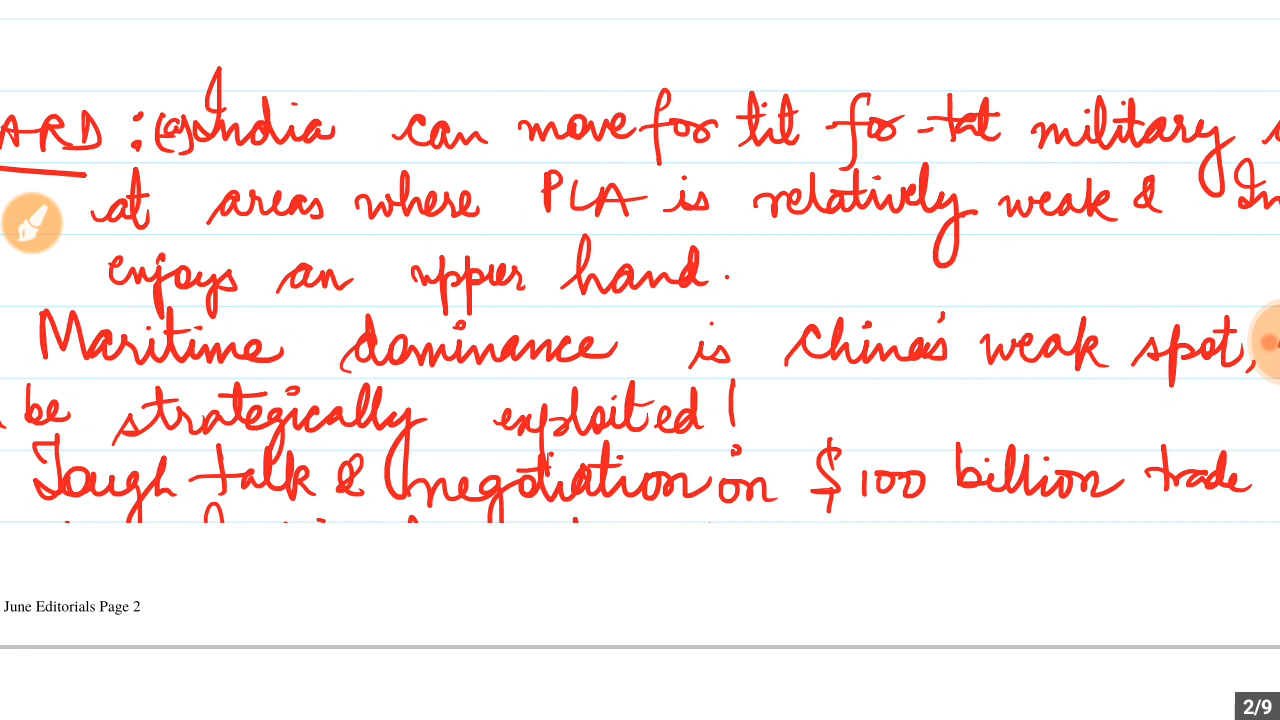 ARD : (a) India can move for tit for tat military
at areas where PLA is relatively weak & In
enjoys an upper hand.
Maritime dominance is China's weak spot,
be strategically exploited!
Tough talk & negotiation on $ 100 billion trade
June Editorials Page 2
2/9